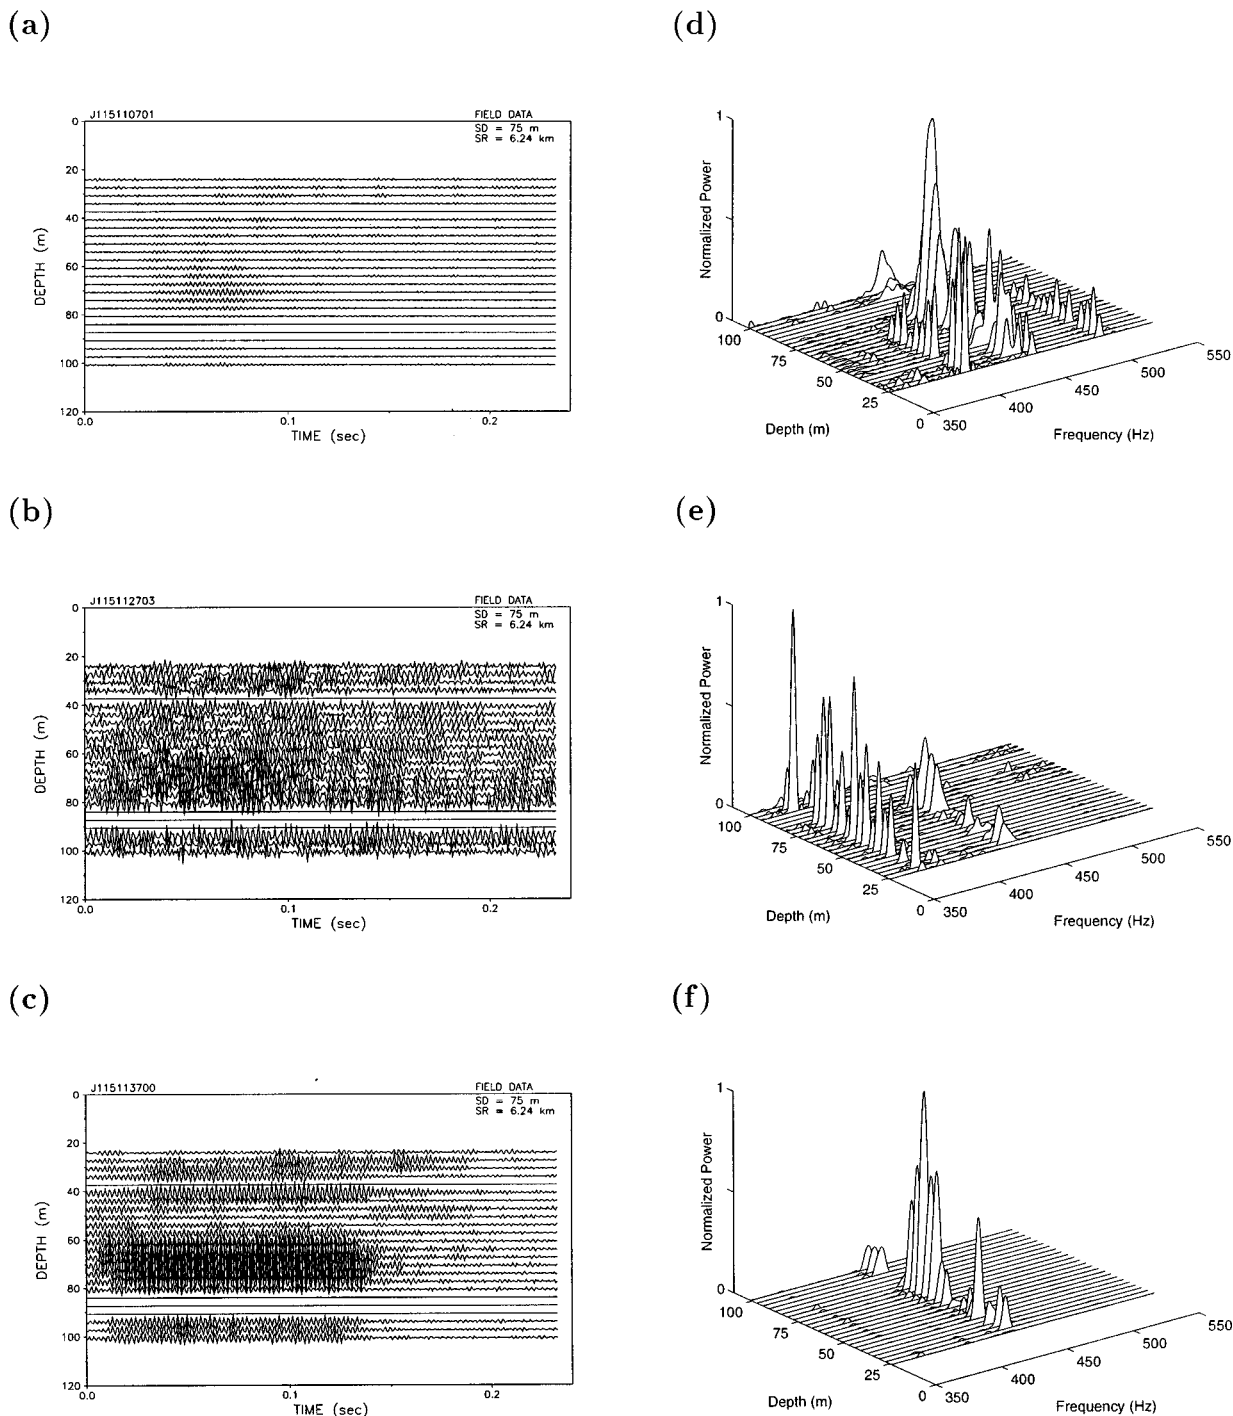 (a)
J115110701
FIELD DATA
SD = 75 m
SR = 6.24 km
0
20
40
60
80
100
120
DEPTH (m)
0.0
0.1
0.2
TIME (sec)
(d)
1
0
Normalized Power
100
75
50
25
0
Depth (m)
350
400
450
500
550
Frequency (Hz)
(b)
J115112703
FIELD DATA
SD = 75 m
SR = 6.24 km
0
20
40
60
80
100
120
DEPTH (m)
0.0
0.1
0.2
TIME (sec)
(e)
1
0
Normalized Power
100
75
50
25
0
Depth (m)
350
400
450
500
550
Frequency (Hz)
(c)
J115113700
FIELD DATA
SD = 75 m
SR = 6.24 km
0
20
40
60
80
100
120
DEPTH (m)
0.0
0.1
0.2
TIME (sec)
(f)
1
0
Normalized Power
100
75
50
25
0
Depth (m)
350
400
450
500
550
Frequency (Hz)